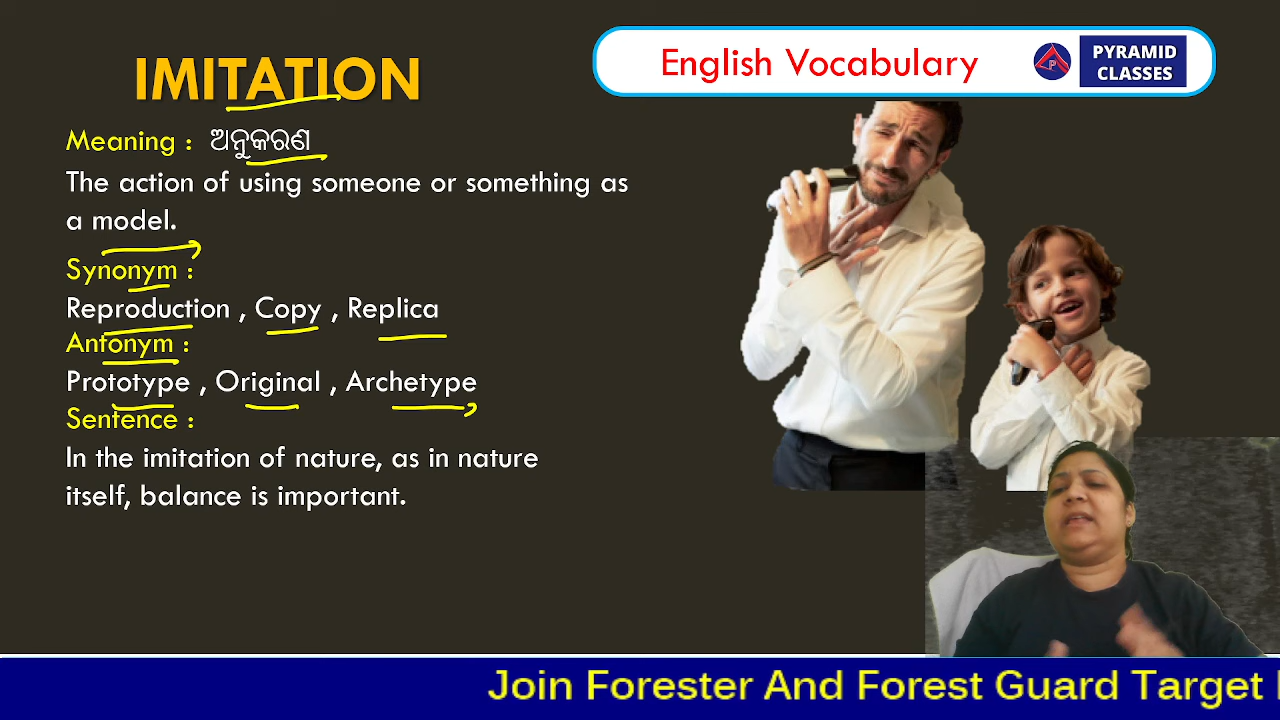 IMITATION
English Vocabulary
PYRAMID
CLASSES
Meaning : ଅନୁକରଣ
The action of using someone or something as
a model.
Synonym :
Reproduction , Copy , Replica
Antonym :
Prototype , Original , Archetype
Sentence :
In the imitation of nature, as in nature
itself, balance is important.
Join Forester And Forest Guard Target